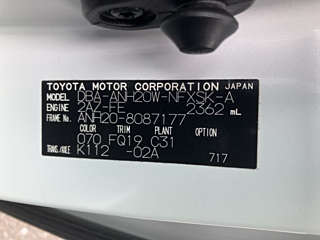 TOYOTA MOTOR CORPORATION JAPAN
MODEL DBA-ANH20W-NFXSK-A
ENGINE 2AZ-FE 2362 mL
FRAME No. ANH20-8087177
COLOR TRIM PLANT OPTION
070 FQ19 C31
TRANS./AXLE K112 -02A
717